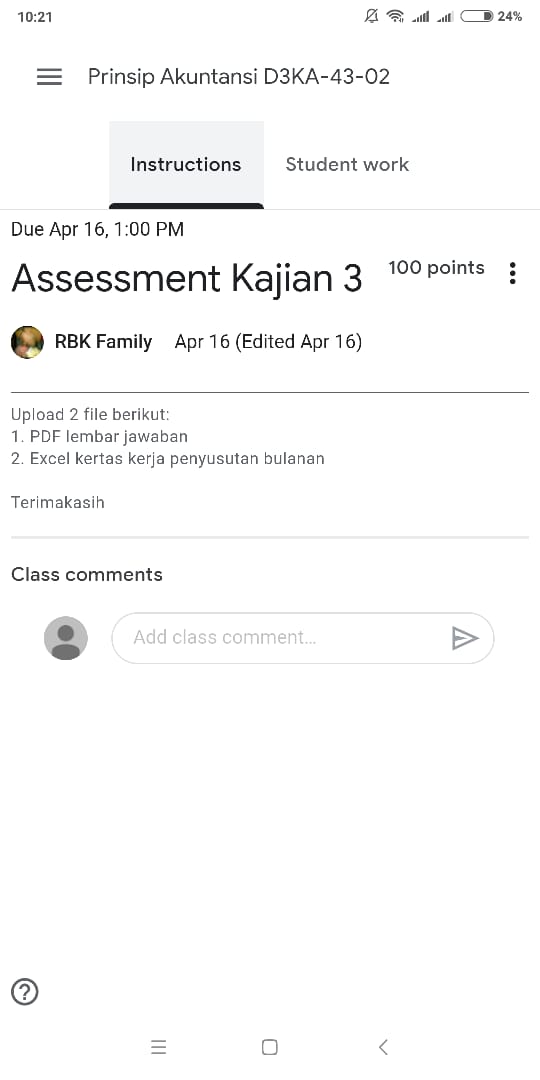 10:21
24%
Prinsip Akuntansi D3KA-43-02
Instructions
Student work
Due Apr 16, 1:00 PM
Assessment Kajian 3
100 points
RBK Family Apr 16 (Edited Apr 16)
Upload 2 file berikut:
1. PDF lembar jawaban
2. Excel kertas kerja penyusutan bulanan
Terimakasih
Class comments
Add class comment...